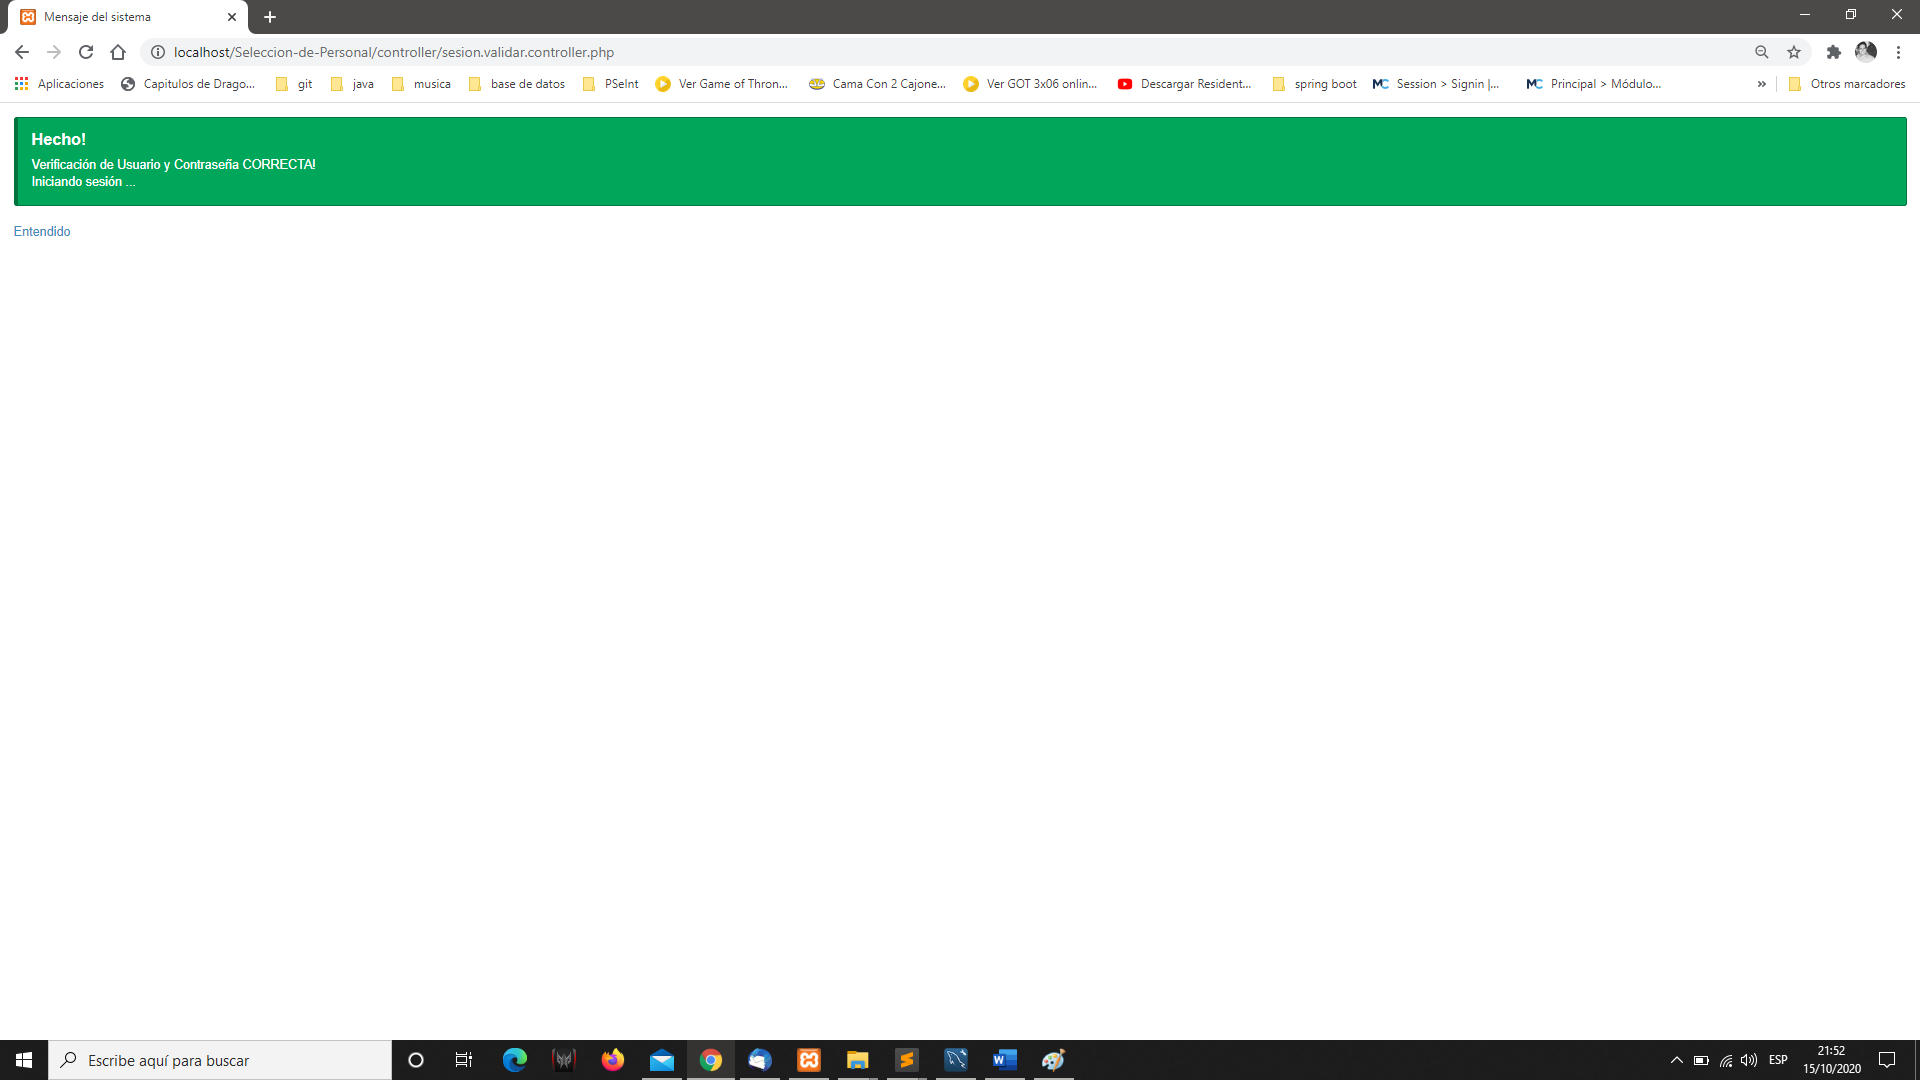 Mensaje del sistema
localhost/Seleccion-de-Personal/controller/sesion.validar.controller.php
Aplicaciones
Capitulos de Drago...
git
java
musica
base de datos
PSeInt
Ver Game of Thron...
Cama Con 2 Cajone...
Ver GOT 3x06 onlin...
Descargar Resident...
spring boot
MC Session > Signin |...
MC Principal > Módulo...
»
Otros marcadores
Hecho!
Verificación de Usuario y Contraseña CORRECTA!
Iniciando sesión ...
Entendido
Escribe aquí para buscar
ESP
21:52
15/10/2020